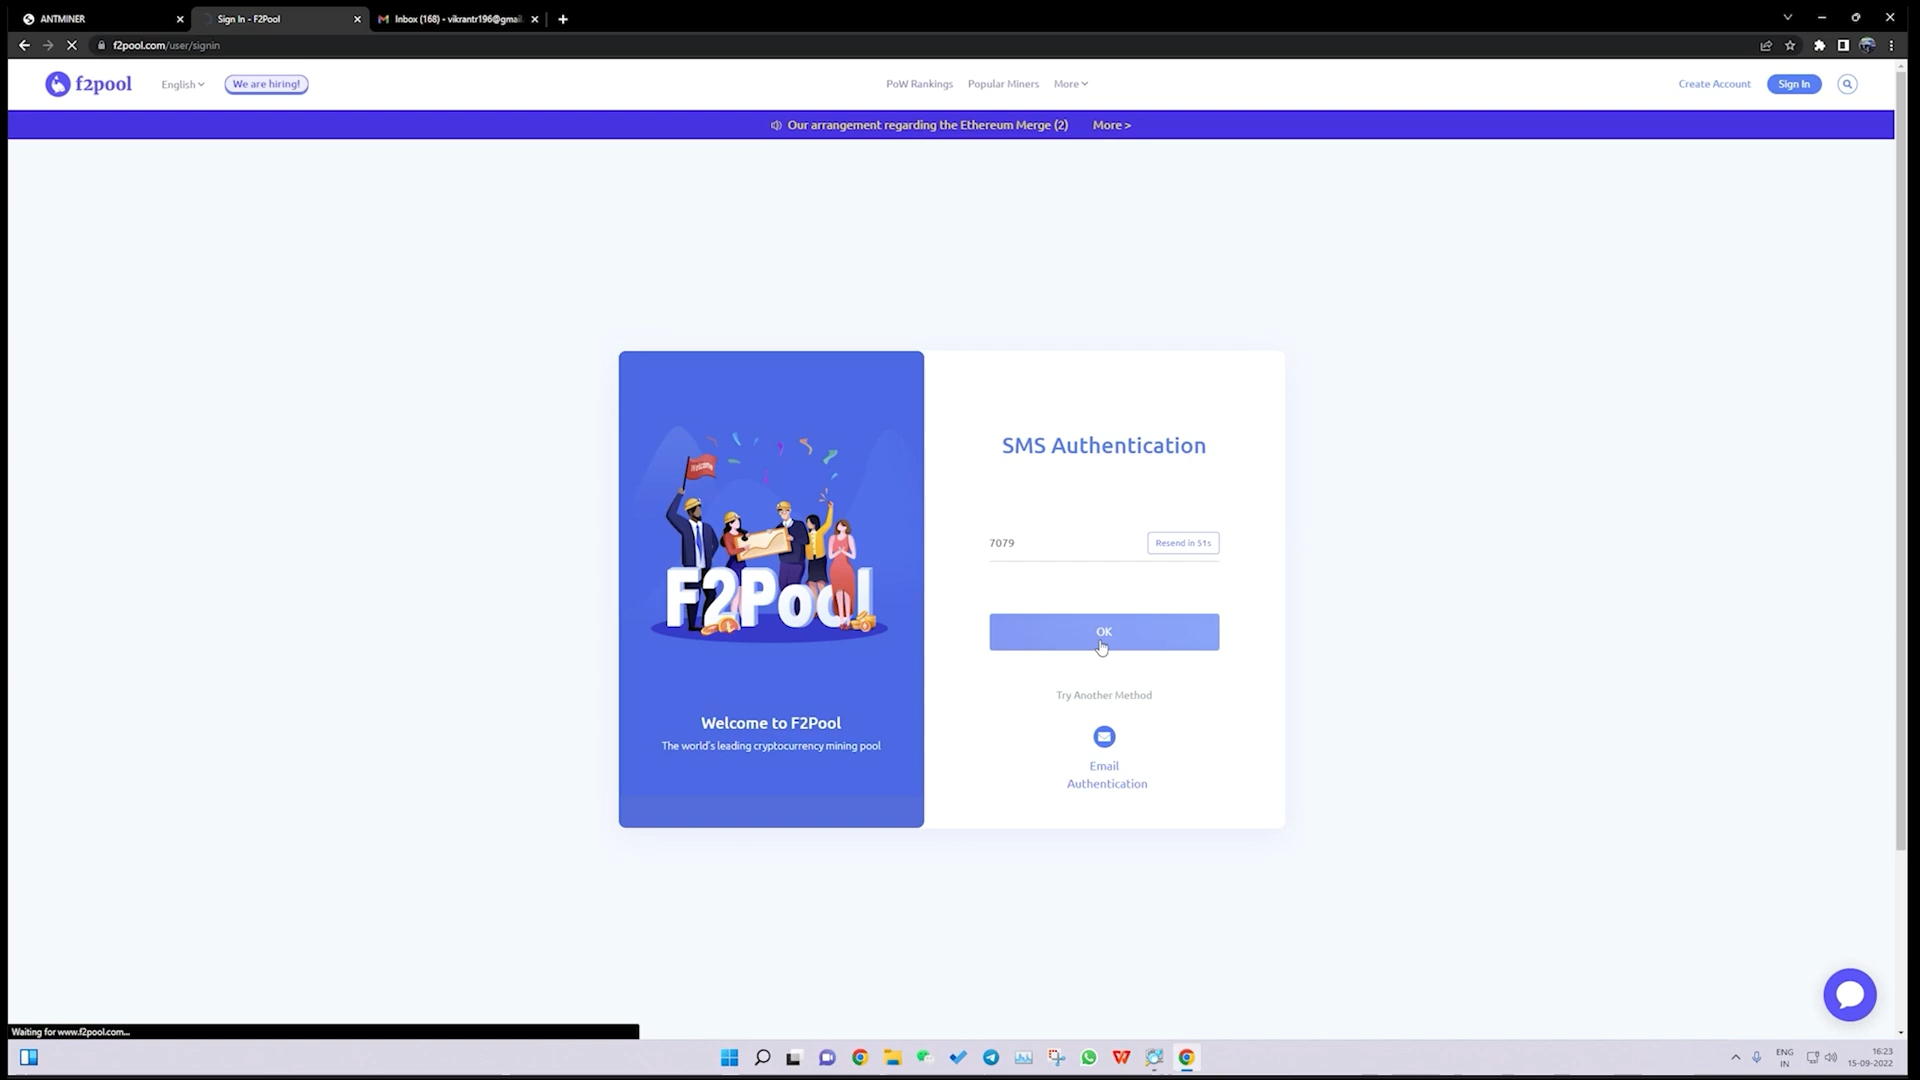 ANTMINER
Sign In - F2Pool
Inbox (168) - vikrantr196@gmail
f2pool.com/user/signin
f2pool
English
We are hiring!
PoW Rankings
Popular Miners
More
Create Account
Sign In
Our arrangement regarding the Ethereum Merge (2)
More >
Welcome
F2Pool
Welcome to F2Pool
The world's leading cryptocurrency mining pool
SMS Authentication
7079
Resend in 51s
OK
Try Another Method
Email
Authentication
Waiting for www.f2pool.com...
ENG
IN
16:23
15-09-2022